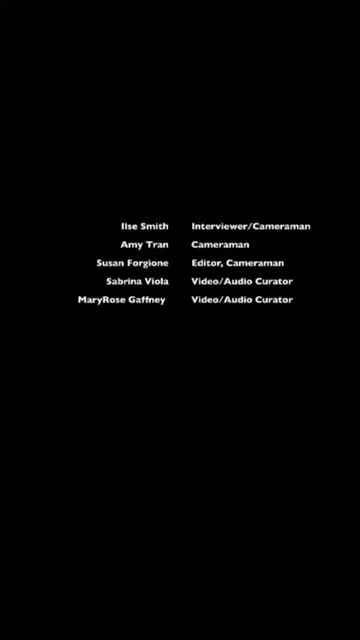 Ilse Smith Interviewer/Cameraman
Amy Tran Cameraman
Susan Forgione Editor, Cameraman
Sabrina Viola Video/Audio Curator
MaryRose Gaffney Video/Audio Curator